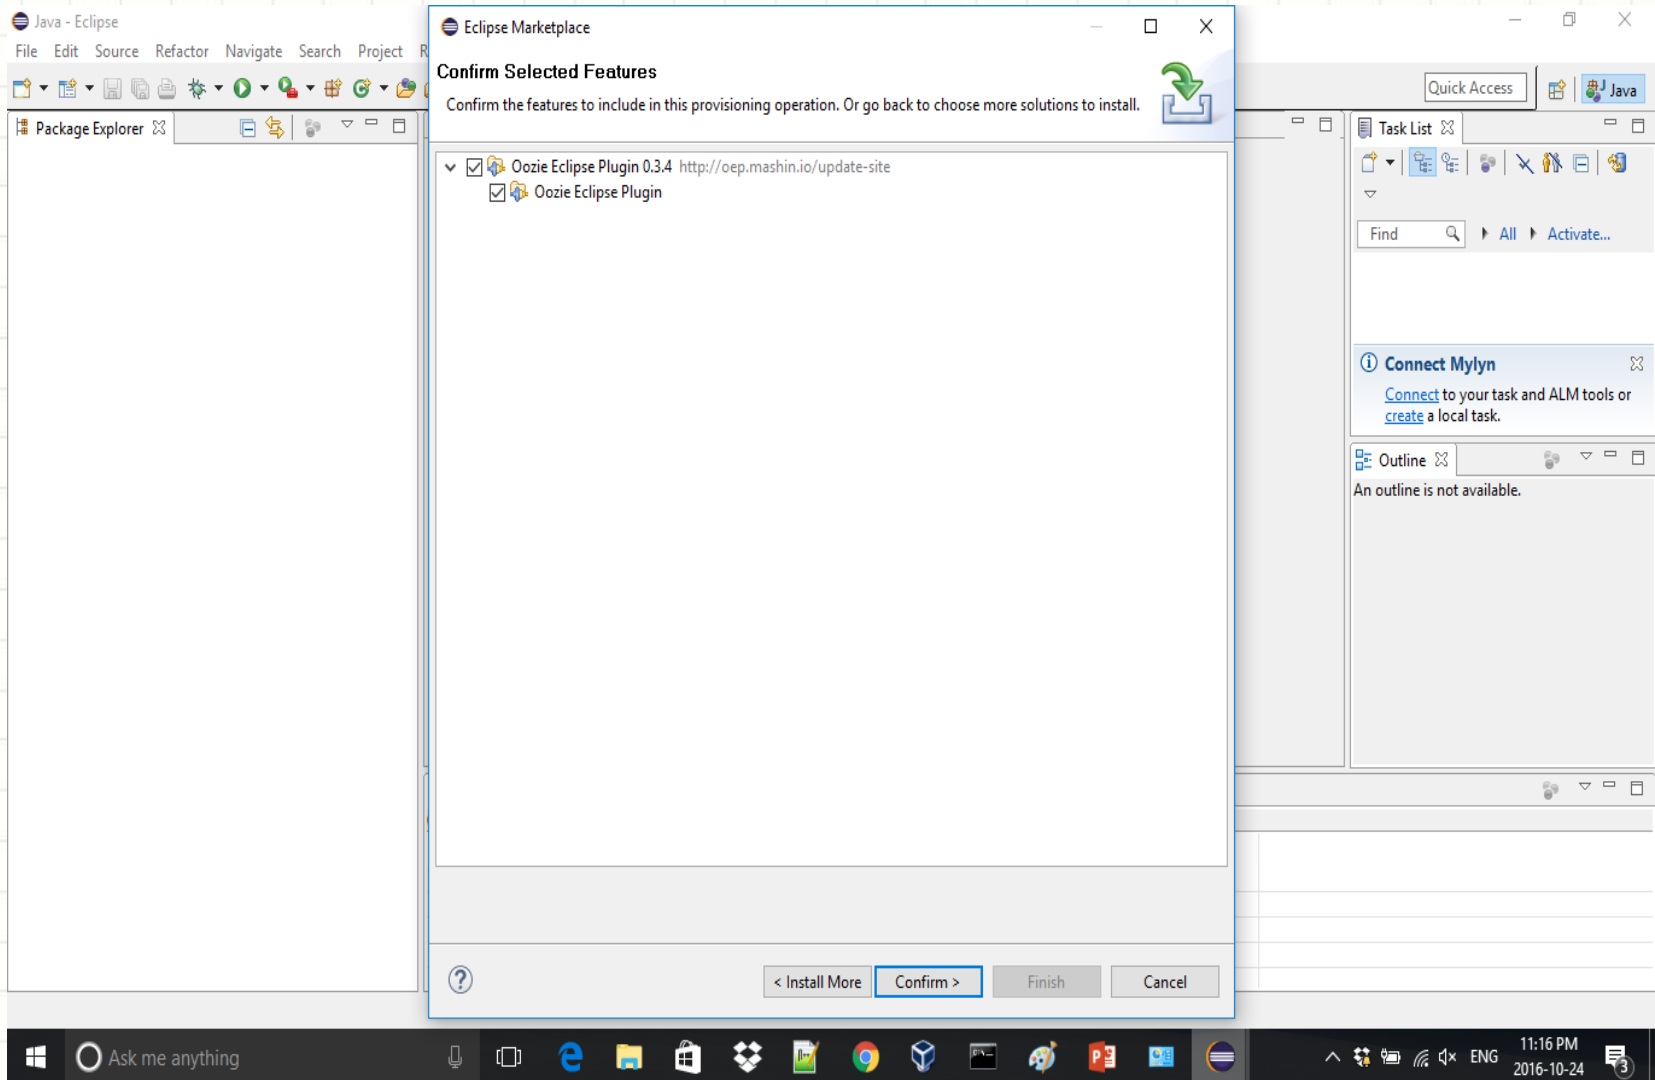 Java - Eclipse
File Edit Source Refactor Navigate Search Project R
Quick Access
Java
Package Explorer
Eclipse Marketplace
Confirm Selected Features
Confirm the features to include in this provisioning operation. Or go back to choose more solutions to install.
Oozie Eclipse Plugin 0.3.4 http://oep.mashin.io/update-site
Oozie Eclipse Plugin
< Install More Confirm > Finish Cancel
Task List
Find All Activate...
Connect Mylyn
Connect to your task and ALM tools or
create a local task.
Outline
An outline is not available.
Ask me anything
ENG
11:16 PM
2016-10-24
3